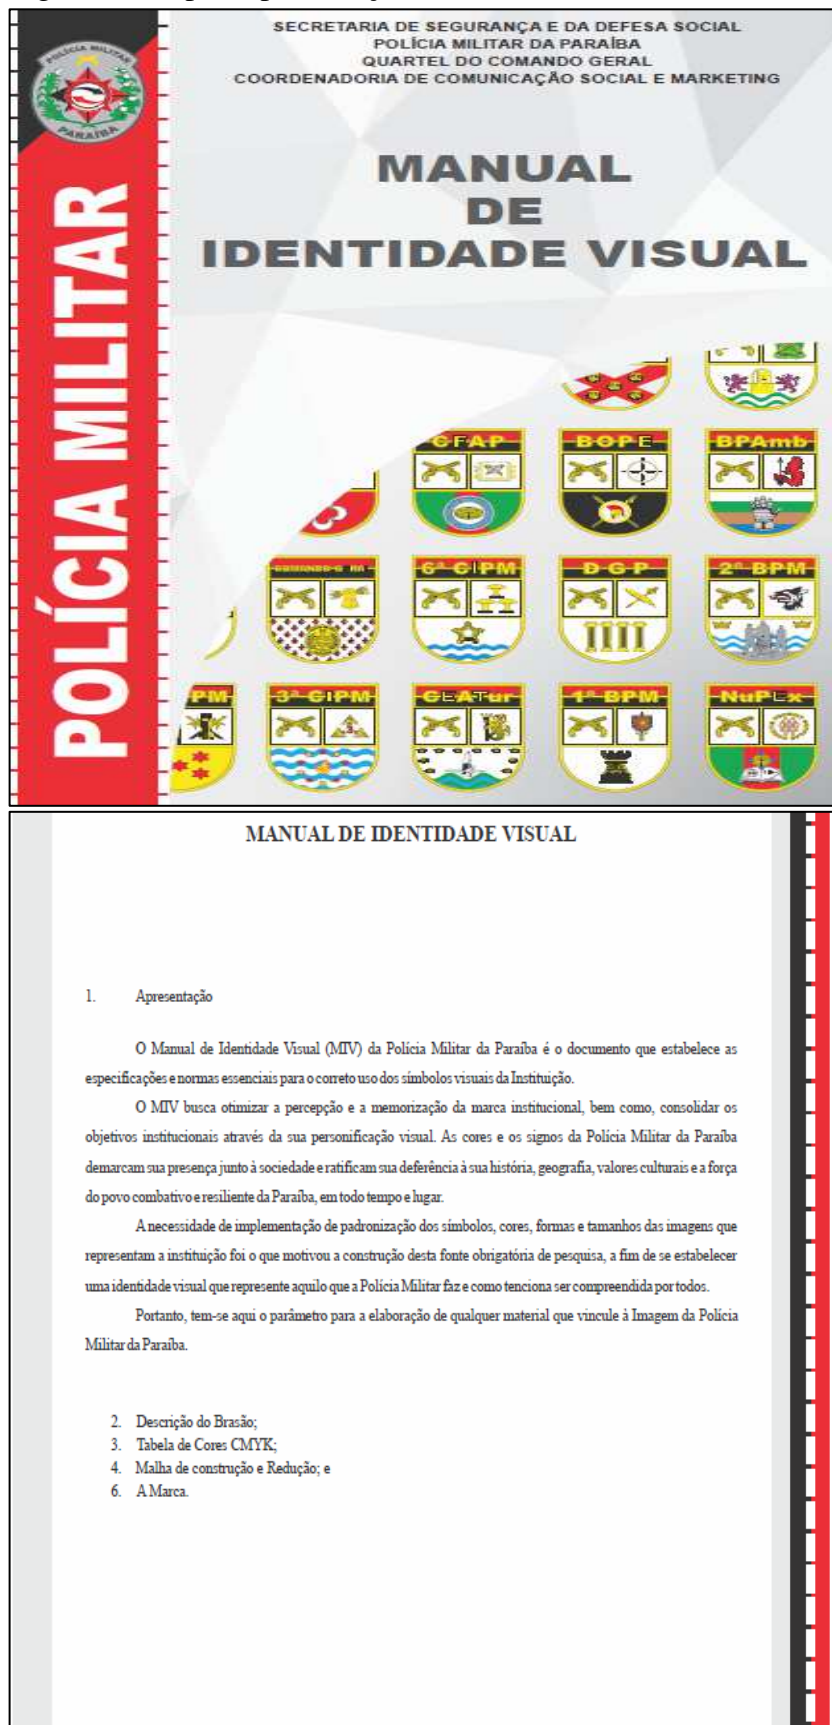 SECRETARIA DE SEGURANÇA E DA DEFESA SOCIAL
POLÍCIA MILITAR DA PARAÍBA
QUARTEL DO COMANDO GERAL
COORDENADORIA DE COMUNICAÇÃO SOCIAL E MARKETING
POLÍCIA MILITAR
PARAÍBA
MANUAL
DE
IDENTIDADE VISUAL
POLÍCIA MILITAR
CFAP
BOPE
BPAmb
6ª CIPM
DGP
2º BPM
PM
3ª CIPM
CEATur
1º BPM
NuPEx
MANUAL DE IDENTIDADE VISUAL
1. Apresentação
O Manual de Identidade Visual (MIV) da Polícia Militar da Paraíba é o documento que estabelece as
especificações e normas essenciais para o correto uso dos símbolos visuais da Instituição.
O MIV busca otimizar a percepção e a memorização da marca institucional, bem como, consolidar os
objetivos institucionais através da sua personificação visual. As cores e os signos da Polícia Militar da Paraíba
demarcam sua presença junto à sociedade e ratificam sua deferência à sua história, geografia, valores culturais e a força
do povo combativo e resiliente da Paraíba, em todo tempo e lugar.
A necessidade de implementação de padronização dos símbolos, cores, formas e tamanhos das imagens que
representam a instituição foi o que motivou a construção desta fonte obrigatória de pesquisa, a fim de se estabelecer
uma identidade visual que represente aquilo que a Polícia Militar faz e como tenciona ser compreendida por todos.
Portanto, tem-se aqui o parâmetro para a elaboração de qualquer material que vincule à Imagem da Polícia
Militar da Paraíba.
2. Descrição do Brasão;
3. Tabela de Cores CMYK;
4. Malha de construção e Redução; e
6. A Marca.